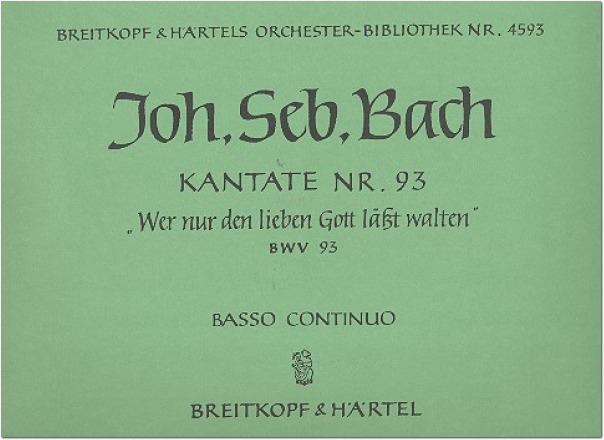 BREITKOPF & HÄRTELS ORCHESTER-BIBLIOTHEK NR. 4593
Joh. Seb. Bach
KANTATE NR. 93
„Wer nur den lieben Gott läßt walten"
BWV 93
BASSO CONTINUO
BREITKOPF & HÄRTEL